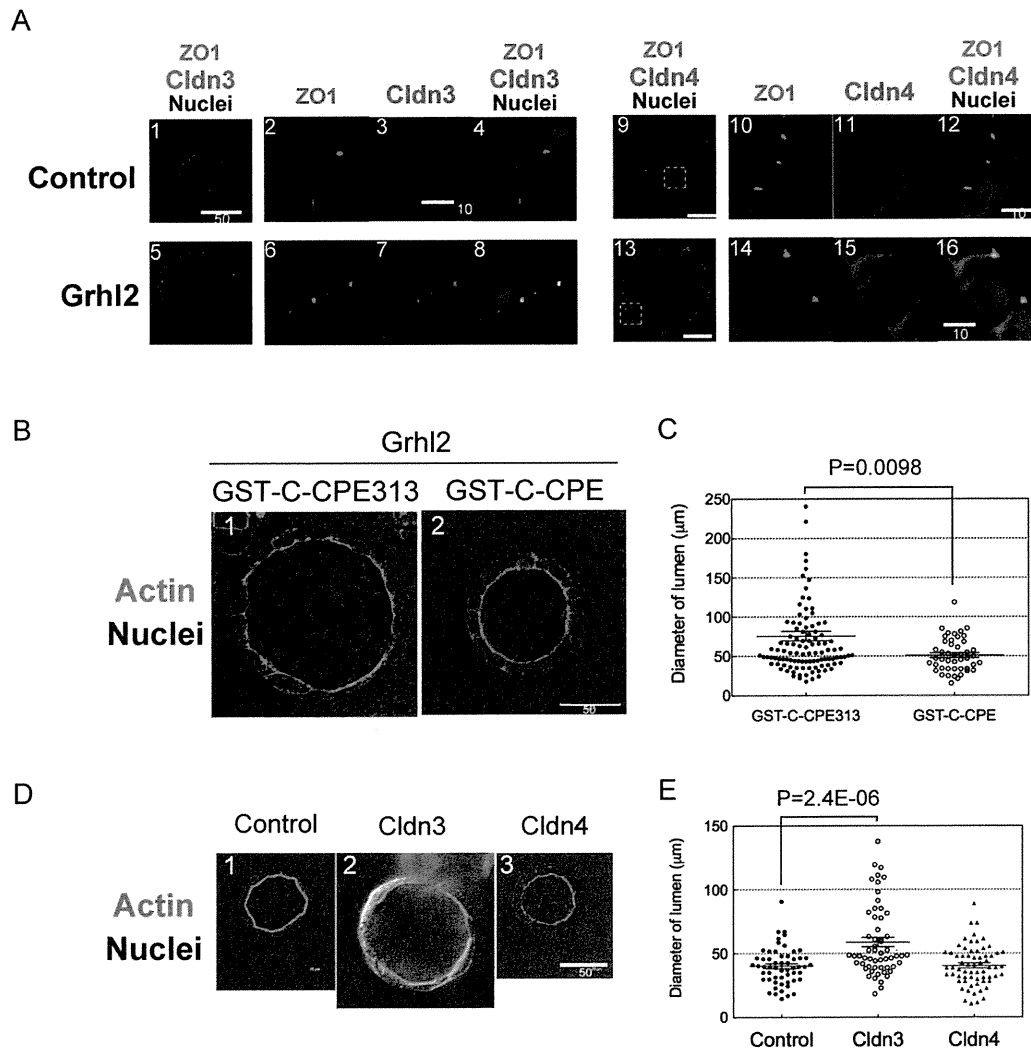 A
ZO1 ZO1 ZO1 ZO1
Cldn3 Cldn3 Cldn4 Cldn4
Nuclei ZO1 Cldn3 Nuclei Nuclei ZO1 Cldn4 Nuclei
1 2 3 4 9 10 11 12
Control
50 10 10
5 6 7 8 13 14 15 16
Grhl2
10
B
Grhl2
GST-C-CPE313 GST-C-CPE
1 2
Actin
Nuclei
50
C
P=0.0098
Diameter of lumen (μm)
250
200
150
100
50
0
GST-C-CPE313 GST-C-CPE
D
Control Cldn3 Cldn4
1 2 3
Actin
Nuclei
50
E
P=2.4E-06
Diameter of lumen (μm)
150
100
50
0
Control Cldn3 Cldn4